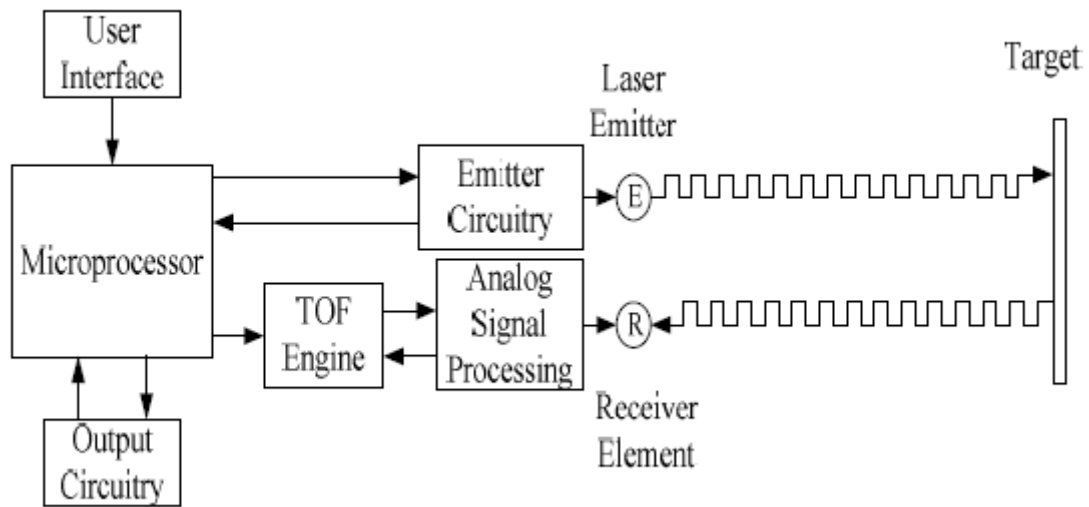 User
Interface
Target
Laser
Emitter
Emitter
Circuitry
E
Microprocessor
TOF
Engine
Analog
Signal
Processing
R
Receiver
Element
Output
Circuitry